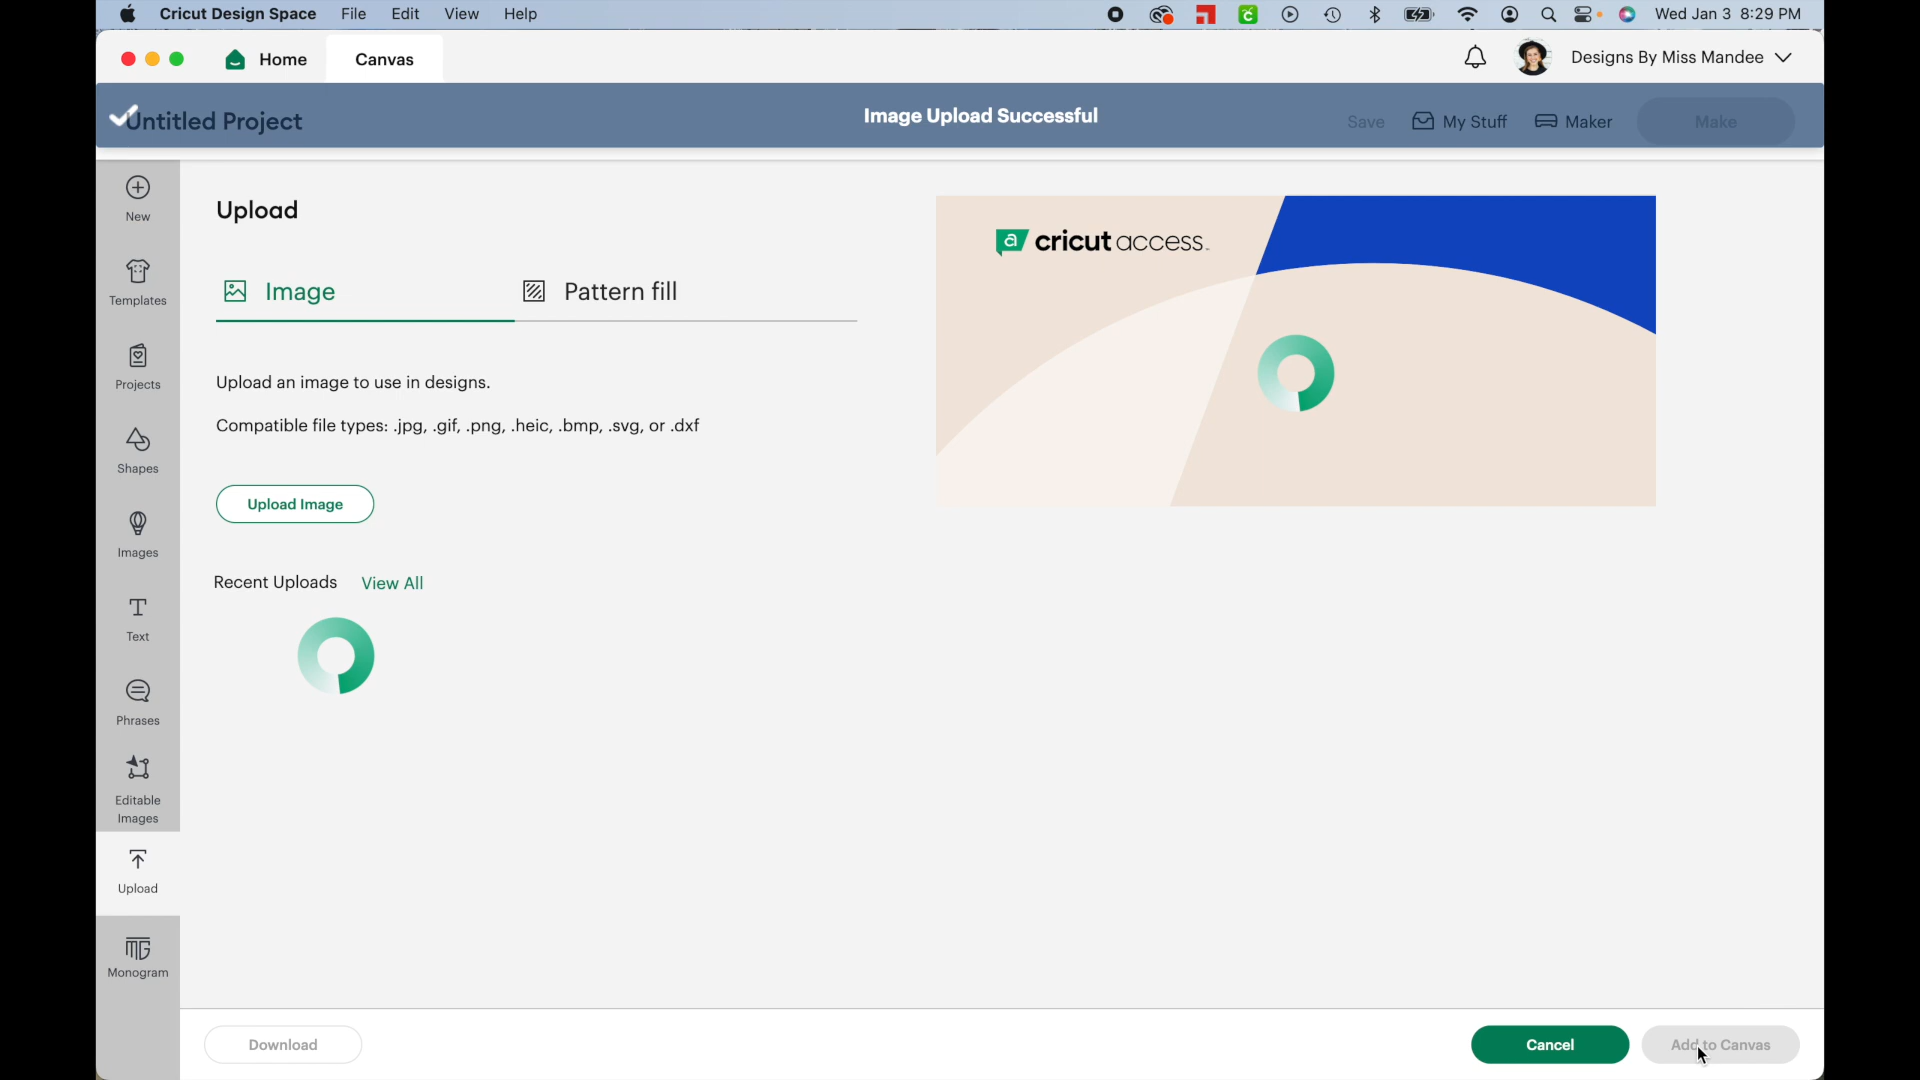 Cricut Design Space File Edit View Help Wed Jan 3 8:29 PM
Home Canvas Designs By Miss Mandee
Untitled Project Image Upload Successful Save My Stuff Maker Make
New
Templates
Projects
Shapes
Images
Text
Phrases
Editable
Images
Upload
Monogram
Upload
Image Pattern fill
Upload an image to use in designs.
Compatible file types: .jpg, .gif, .png, .heic, .bmp, .svg, or .dxf
Upload Image
Recent Uploads View All
a cricut access™
Download Cancel Add to Canvas